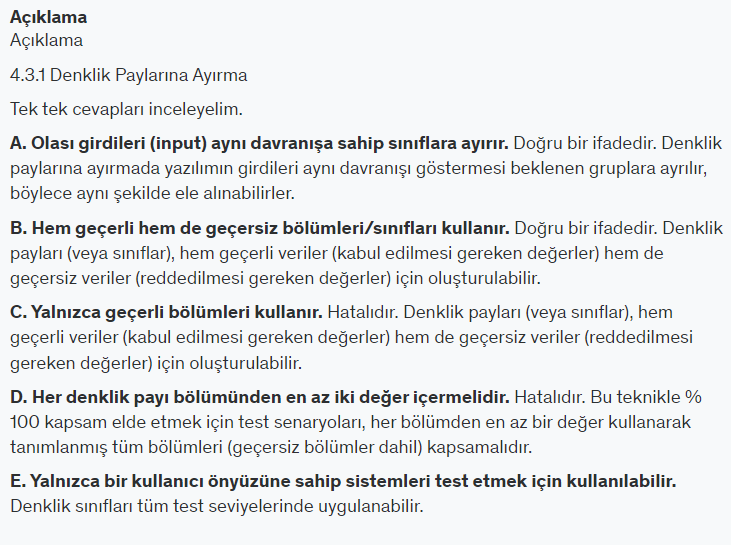 Açıklama
Açıklama
4.3.1 Denklik Paylarına Ayırma
Tek tek cevapları inceleyelim.
A. Olası girdileri (input) aynı davranışa sahip sınıflara ayırır. Doğru bir ifadedir. Denklik
paylarına ayırmada yazılımın girdileri aynı davranışı göstermesi beklenen gruplara ayrılır,
böylece aynı şekilde ele alınabilirler.
B. Hem geçerli hem de geçersiz bölümleri/sınıfları kullanır. Doğru bir ifadedir. Denklik
payları (veya sınıflar), hem geçerli veriler (kabul edilmesi gereken değerler) hem de
geçersiz veriler (reddedilmesi gereken değerler) için oluşturulabilir.
C. Yalnızca geçerli bölümleri kullanır. Hatalıdır. Denklik payları (veya sınıflar), hem
geçerli veriler (kabul edilmesi gereken değerler) hem de geçersiz veriler (reddedilmesi
gereken değerler) için oluşturulabilir.
D. Her denklik payı bölümünden en az iki değer içermelidir. Hatalıdır. Bu teknikle %
100 kapsam elde etmek için test senaryoları, her bölümden en az bir değer kullanarak
tanımlanmış tüm bölümleri (geçersiz bölümler dahil) kapsamalıdır.
E. Yalnızca bir kullanıcı önyüzüne sahip sistemleri test etmek için kullanılabilir.
Denklik sınıfları tüm test seviyelerinde uygulanabilir.